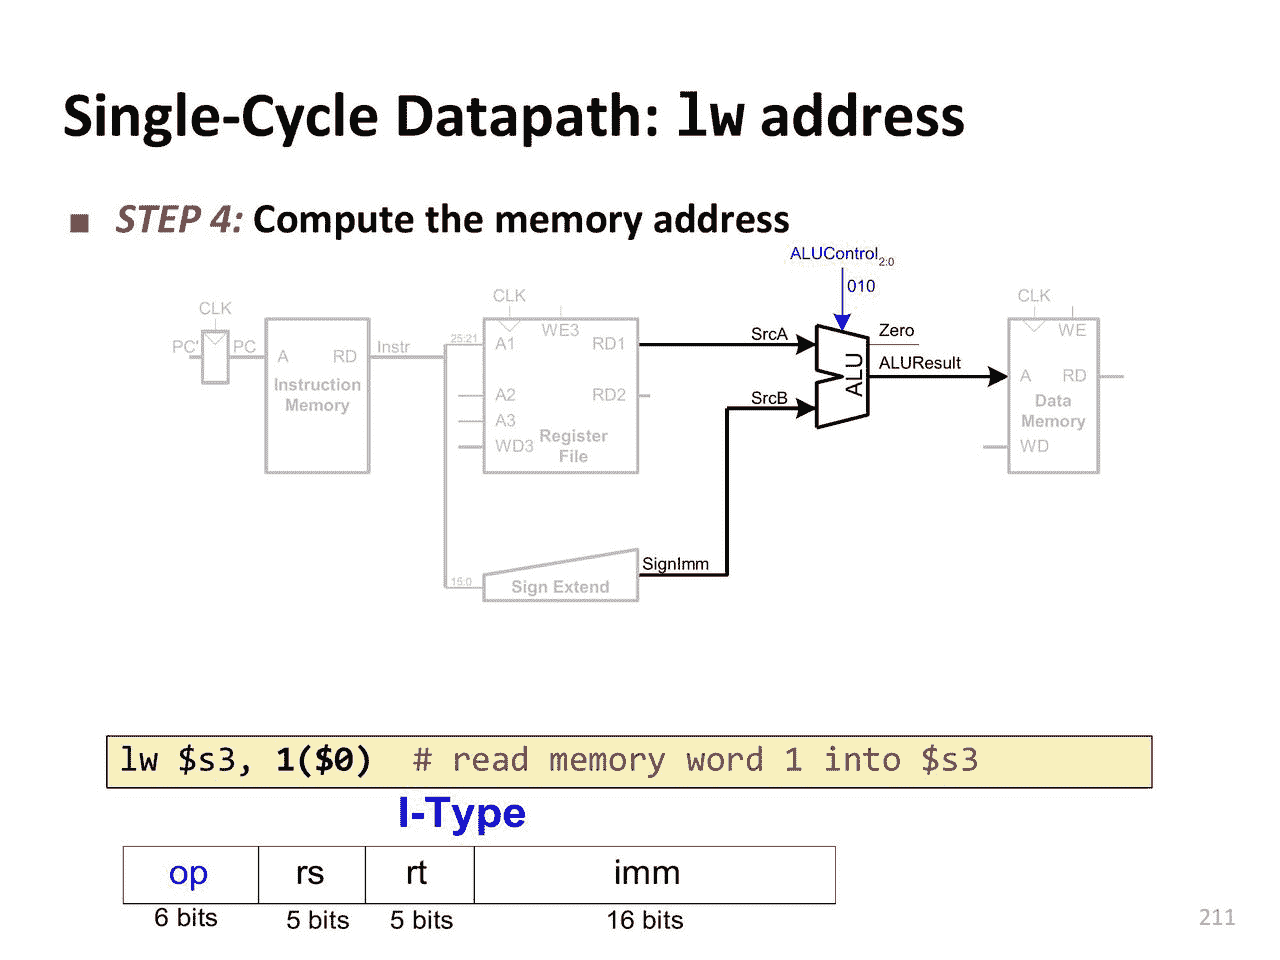 Single-Cycle Datapath: lw address
■ STEP 4: Compute the memory address
ALUControl2:0
010
CLK
CLK
CLK
PC'
PC
A
RD
Instruction
Memory
Instr
25:21
A1
WE3
RD1
A2
RD2
A3
WD3
Register
File
SrcA
SrcB
ALU
Zero
ALUResult
WE
A
RD
Data
Memory
WD
15:0
Sign Extend
SignImm
lw $s3, 1($0) # read memory word 1 into $s3
I-Type
op rs rt imm
6 bits 5 bits 5 bits 16 bits
211